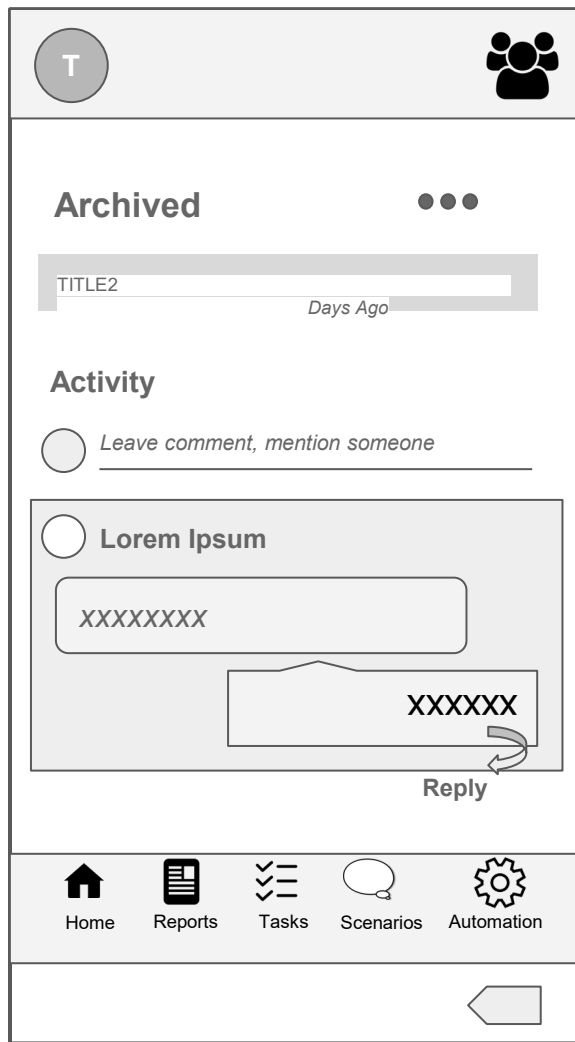 T
Archived
TITLE2
Days Ago
Activity
Leave comment, mention someone
Lorem Ipsum
xxxxxxxx
xxxxxx
Reply
Home Reports Tasks Scenarios Automation